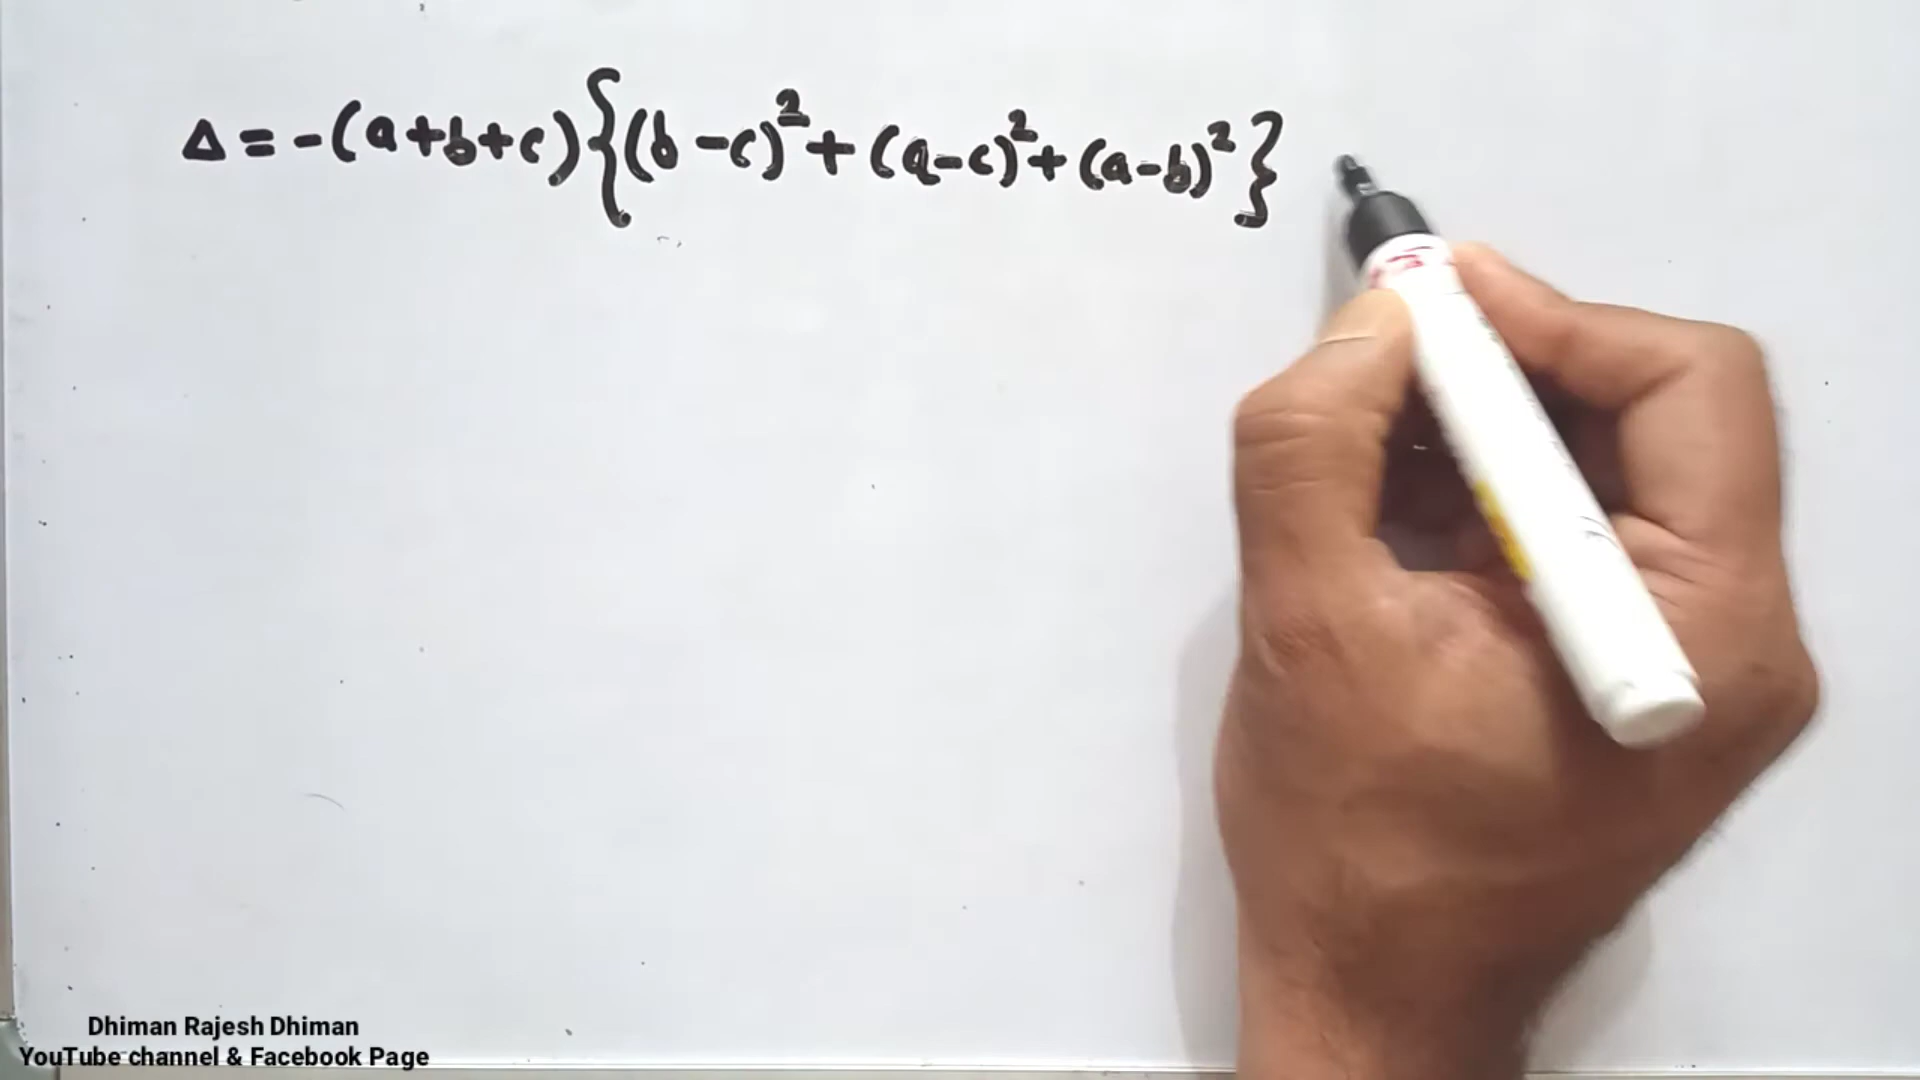 Δ = -(a+b+c){(b-c)²+(a-c)²+(a-b)²}
Dhiman Rajesh Dhiman
YouTube channel & Facebook Page